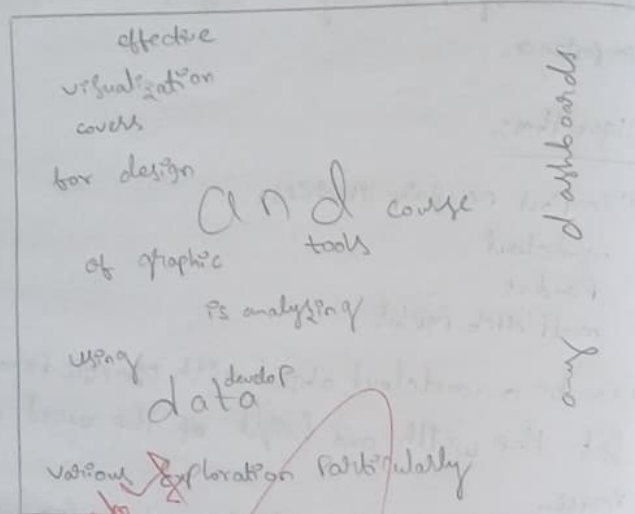 effective
visualization
covers
for design
and course
tools
of graphic
is analyzing
using
develop
data
various exploration particularly
any dashboards